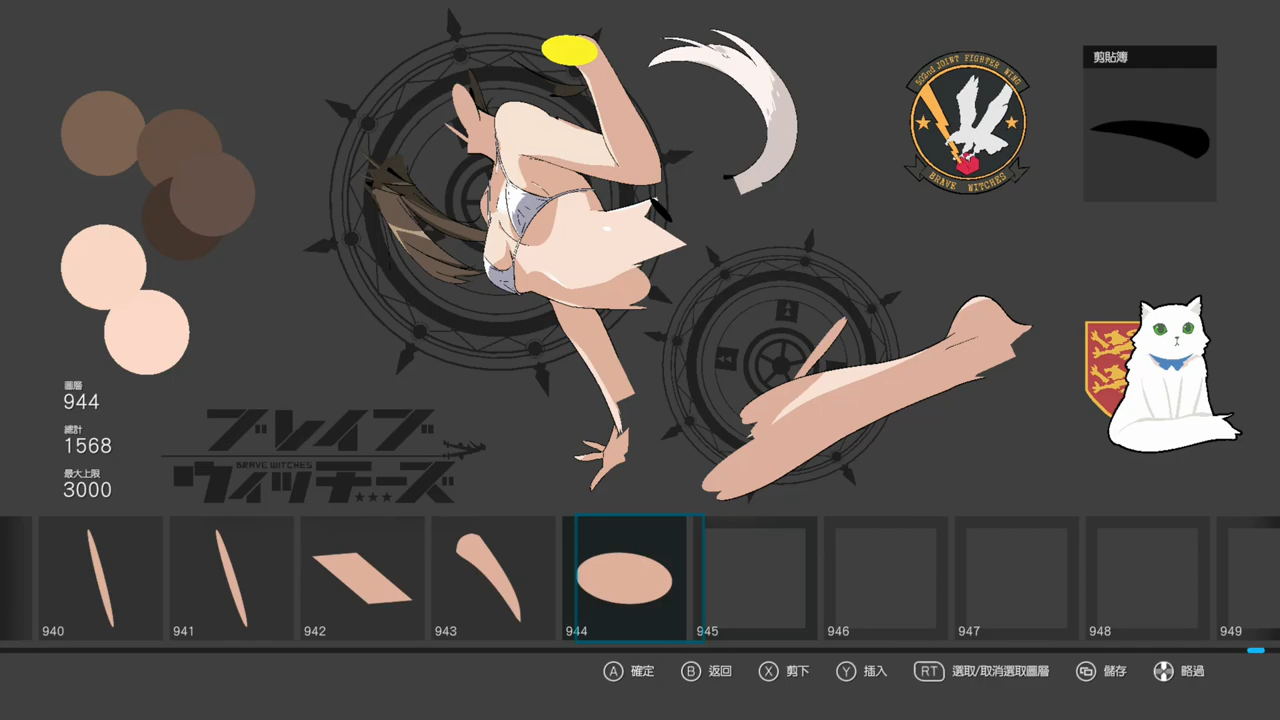 502nd JOINT FIGHTER WING
BRAVE WITCHES
剪貼簿
圖層
944
總計
1568
最大上限
3000
ブレイブ
BRAVE WITCHES
ウィッチーズ
940
941
942
943
944
945
946
947
948
949
A 確定
B 返回
X 剪下
Y 插入
RT 選取/取消選取圖層
儲存
略過